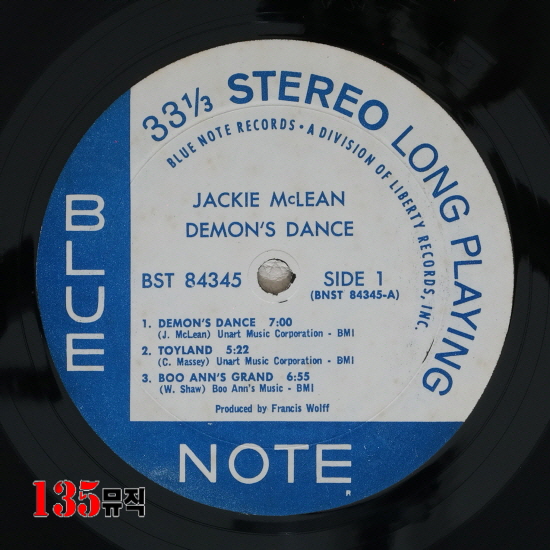 33⅓ STEREO LONG PLAYING
BLUE NOTE RECORDS • A DIVISION OF LIBERTY RECORDS, INC.
JACKIE McLEAN
DEMON'S DANCE
BST 84345
SIDE 1
(BNST 84345-A)
1. DEMON'S DANCE 7:00
(J. McLean) Unart Music Corporation - BMI
2. TOYLAND 5:22
(C. Massey) Unart Music Corporation - BMI
3. BOO ANN'S GRAND 6:55
(W. Shaw) Boo Ann's Music - BMI
Produced by Francis Wolff
BLUE
NOTE
R
135뮤직